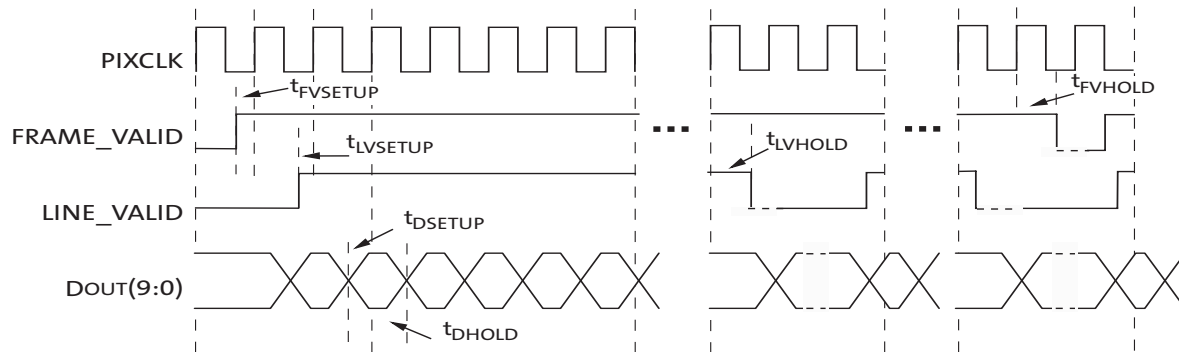 PIXCLK
tFVSETUP
tFVHOLD
FRAME_VALID
tLVSETUP
tLVHOLD
LINE_VALID
tDSETUP
DOUT(9:0)
tDHOLD